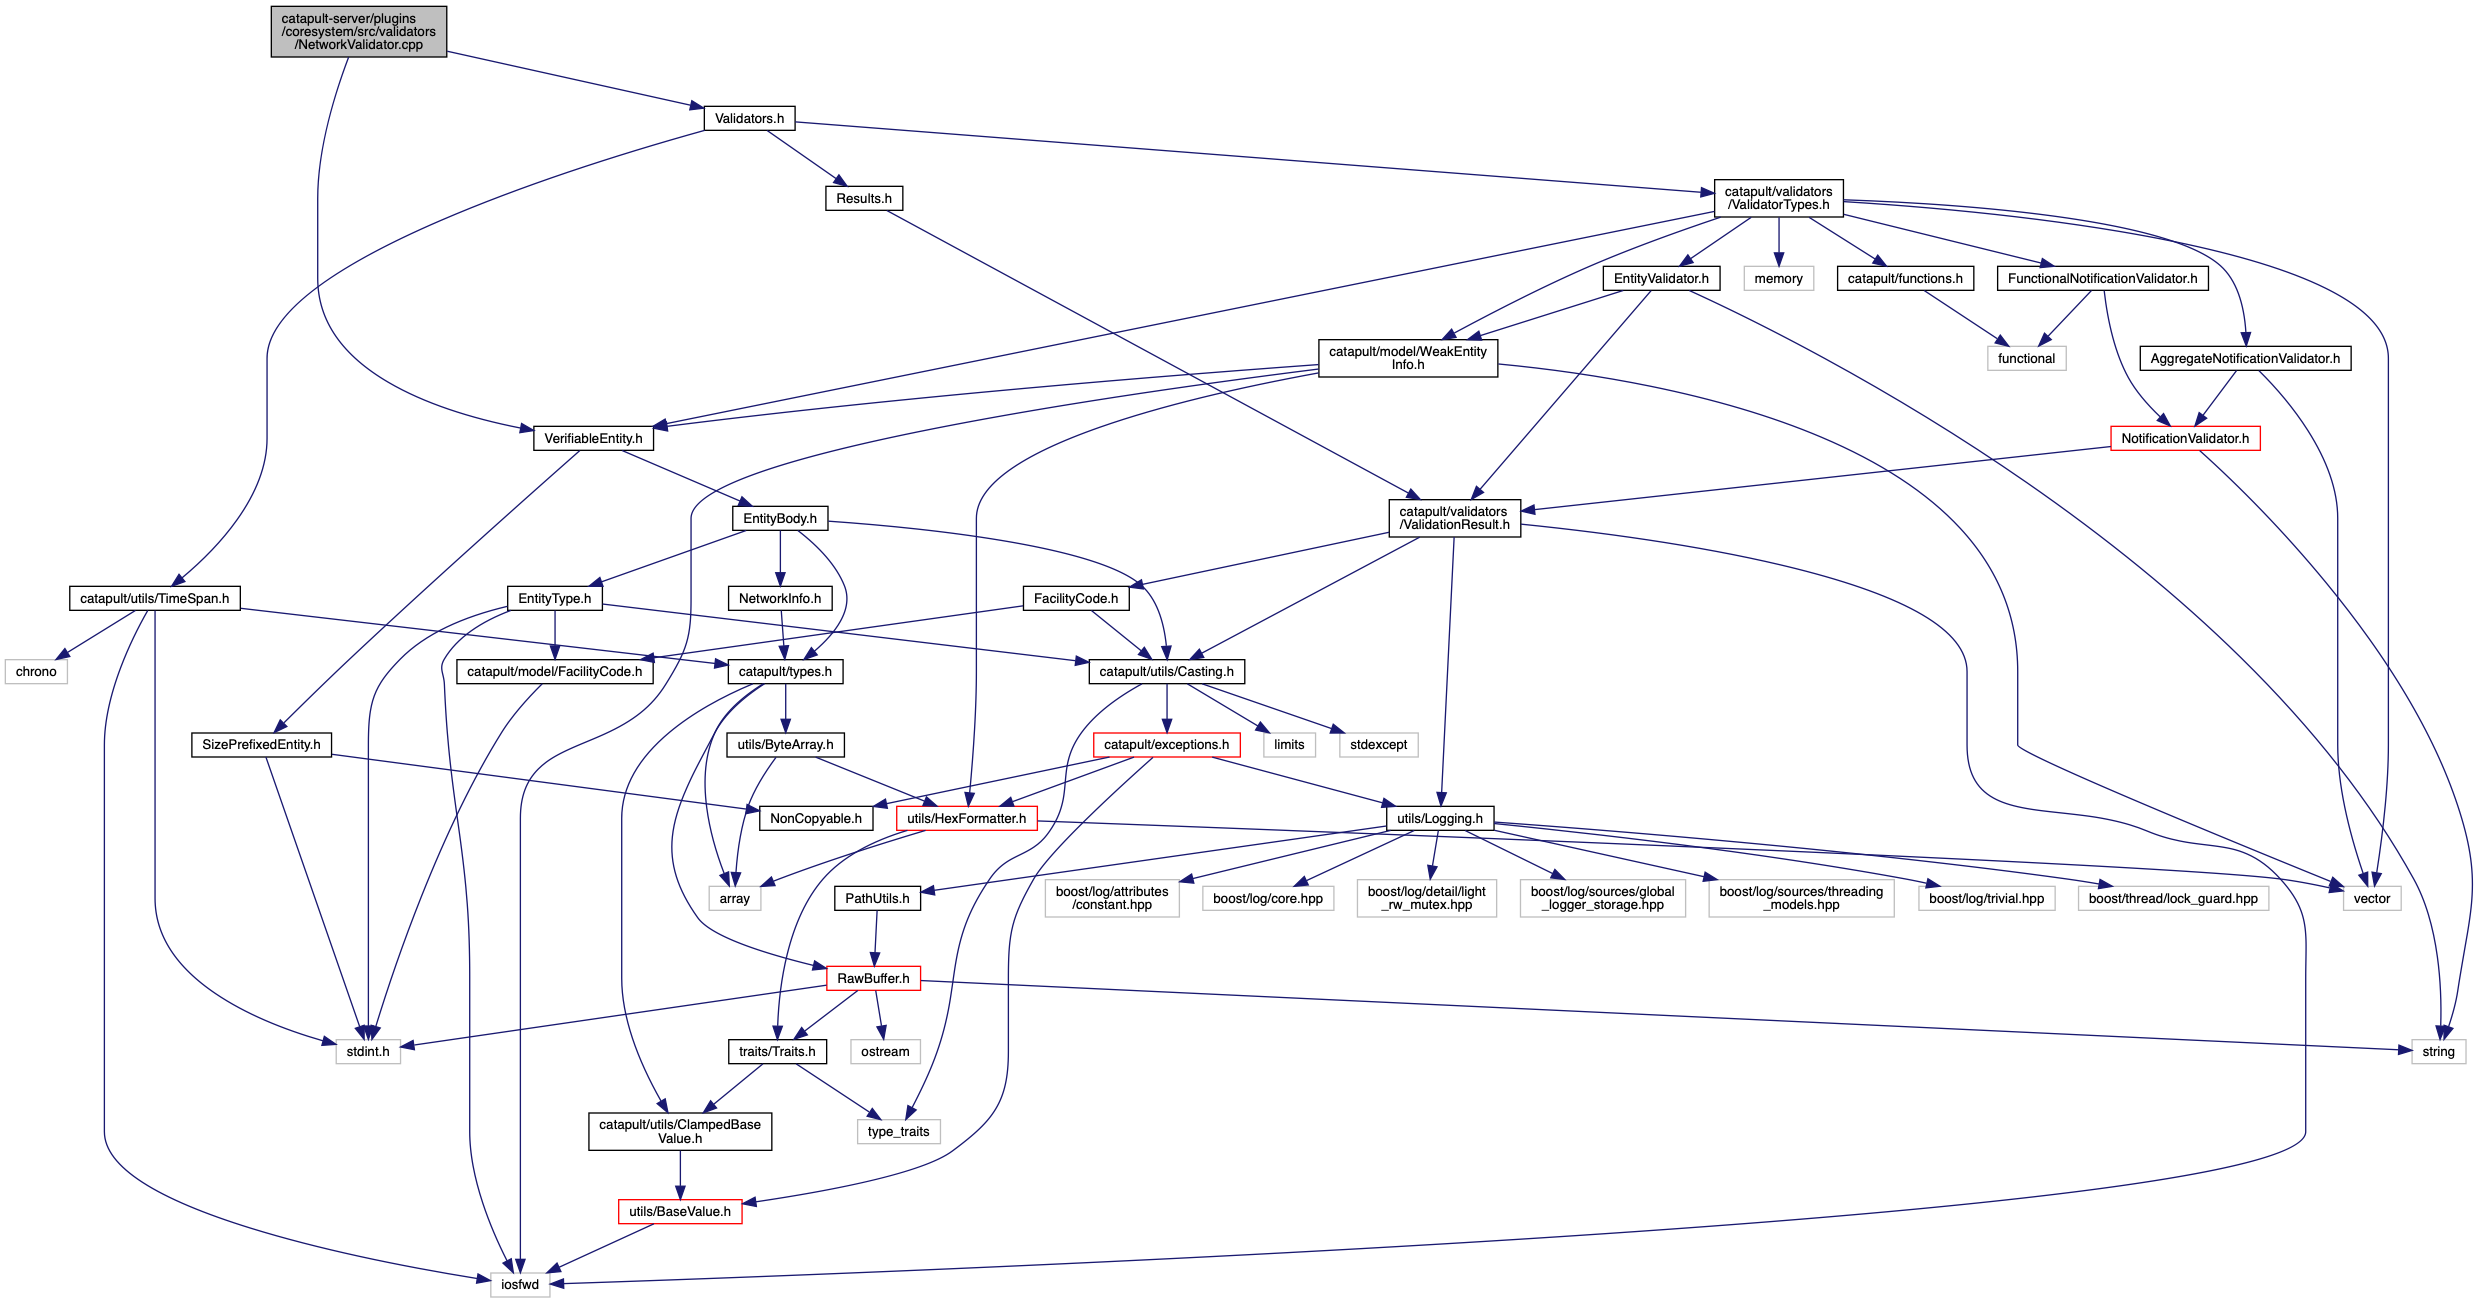 catapult-server/plugins
/coresystem/src/validators
/NetworkValidator.cpp
Validators.h
Results.h
catapult/validators
/ValidatorTypes.h
EntityValidator.h
memory
catapult/functions.h
FunctionalNotificationValidator.h
catapult/model/WeakEntity
Info.h
functional
AggregateNotificationValidator.h
VerifiableEntity.h
NotificationValidator.h
EntityBody.h
catapult/validators
/ValidationResult.h
catapult/utils/TimeSpan.h
EntityType.h
NetworkInfo.h
FacilityCode.h
chrono
catapult/model/FacilityCode.h
catapult/types.h
catapult/utils/Casting.h
SizePrefixedEntity.h
utils/ByteArray.h
catapult/exceptions.h
limits
stdexcept
NonCopyable.h
utils/HexFormatter.h
utils/Logging.h
array
PathUtils.h
boost/log/attributes
/constant.hpp
boost/log/core.hpp
boost/log/detail/light
_rw_mutex.hpp
boost/log/sources/global
_logger_storage.hpp
boost/log/sources/threading
_models.hpp
boost/log/trivial.hpp
boost/thread/lock_guard.hpp
vector
RawBuffer.h
stdint.h
traits/Traits.h
ostream
string
catapult/utils/ClampedBase
Value.h
type_traits
utils/BaseValue.h
iosfwd